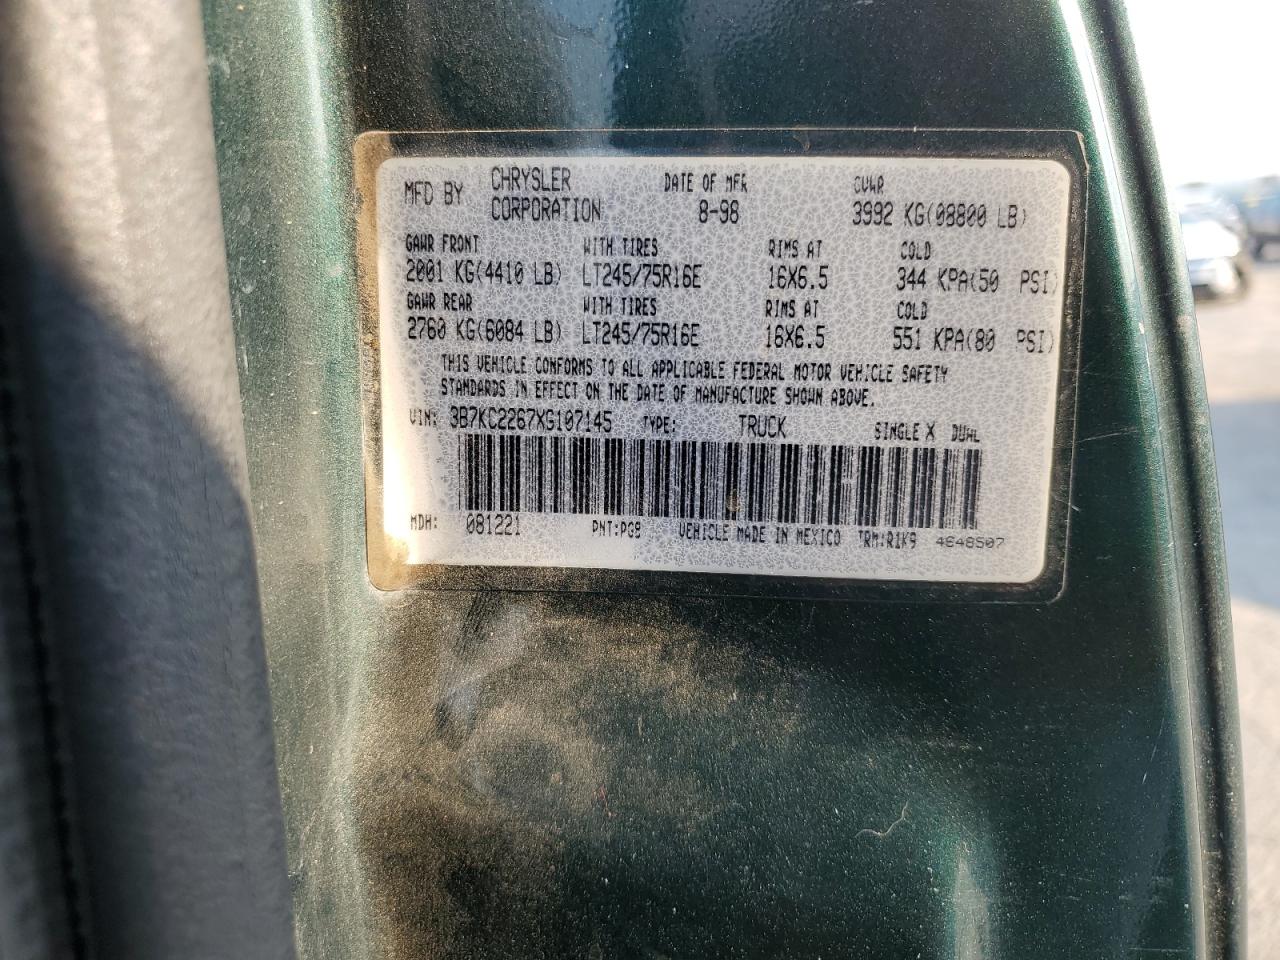 MFD BY CHRYSLER CORPORATION DATE OF MFR 8-98 GVWR 3992 KG(08800 LB)
GAWR FRONT WITH TIRES RIMS AT COLD
2001 KG(4410 LB) LT245/75R16E 16X6.5 344 KPA(50 PSI)
GAWR REAR WITH TIRES RIMS AT COLD
2760 KG(6084 LB) LT245/75R16E 16X6.5 551 KPA(80 PSI)
THIS VEHICLE CONFORMS TO ALL APPLICABLE FEDERAL MOTOR VEHICLE SAFETY
STANDARDS IN EFFECT ON THE DATE OF MANUFACTURE SHOWN ABOVE.
VIN: 3B7KC2267XG107145 TYPE: TRUCK SINGLE X DUAL
MDH: 081221 PNT:PG8 VEHICLE MADE IN MEXICO TRM:R1K9 4648507